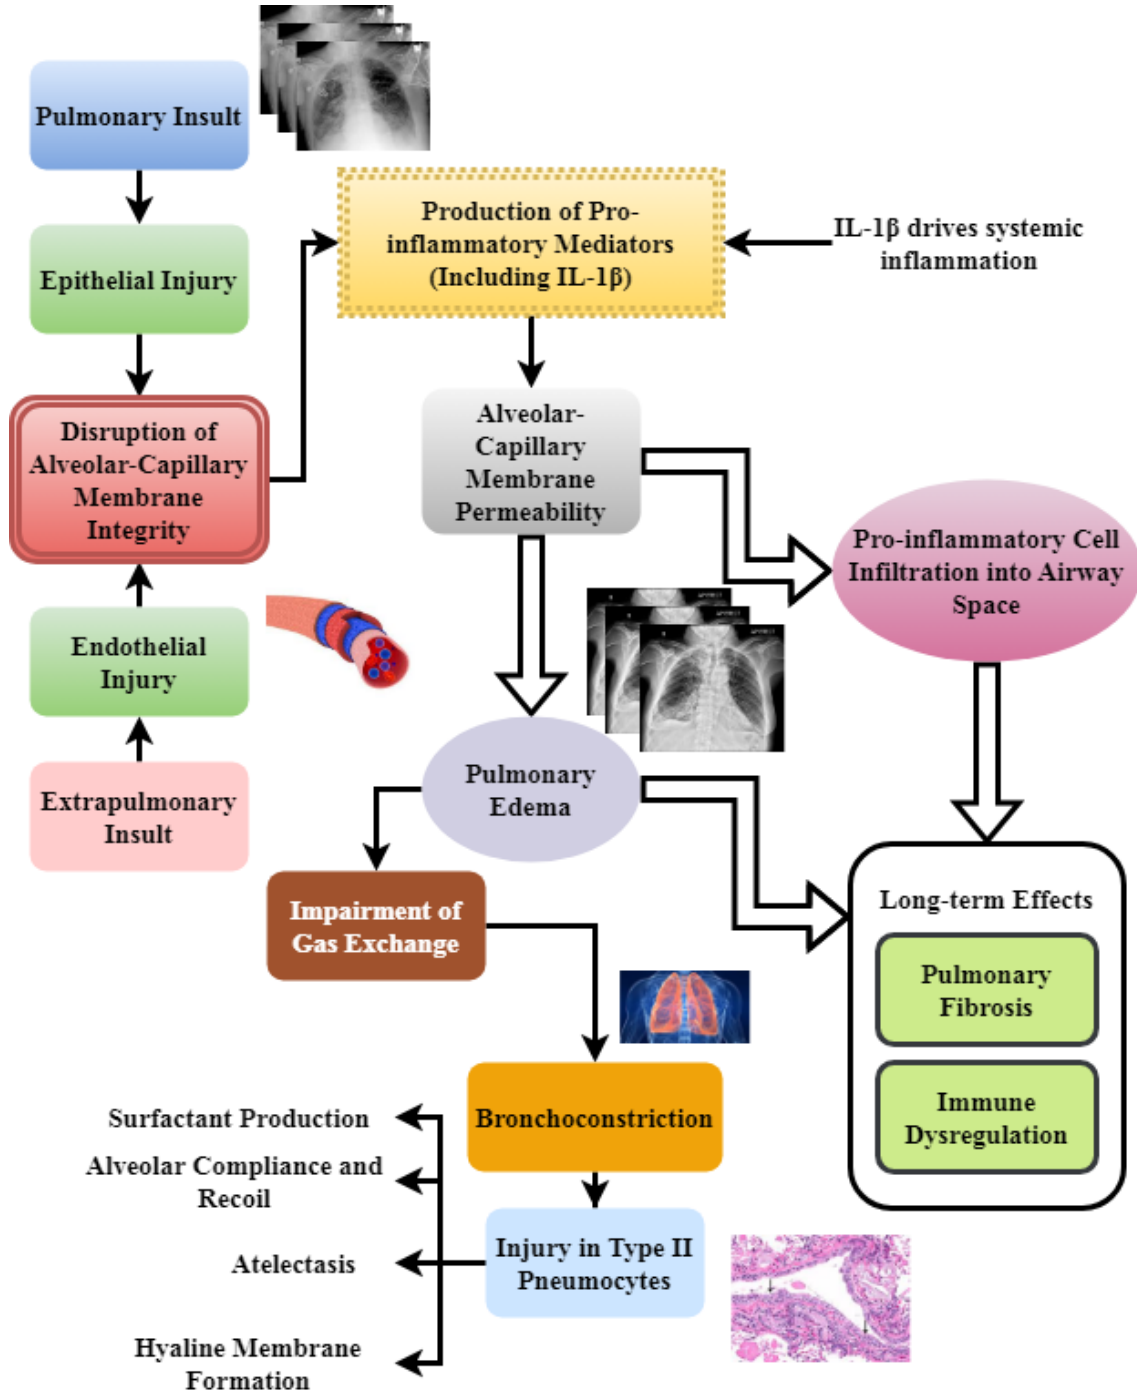 Pulmonary Insult
Epithelial Injury
Disruption of
Alveolar-Capillary
Membrane
Integrity
Endothelial
Injury
Extrapulmonary
Insult
Production of Pro-
inflammatory Mediators
(Including IL-1β)
IL-1β drives systemic
inflammation
Alveolar-
Capillary
Membrane
Permeability
Pro-inflammatory Cell
Infiltration into Airway
Space
Pulmonary
Edema
Impairment of
Gas Exchange
Long-term Effects
Pulmonary
Fibrosis
Immune
Dysregulation
Bronchoconstriction
Injury in Type II
Pneumocytes
Surfactant Production
Alveolar Compliance and
Recoil
Atelectasis
Hyaline Membrane
Formation